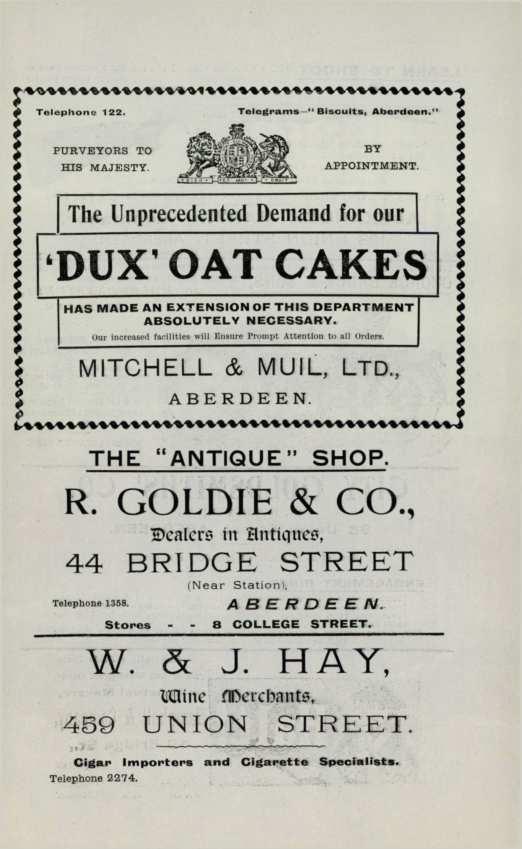 Telephone 122. Telegrams—"Biscuits, Aberdeen."
PURVEYORS TO
HIS MAJESTY.
BY
APPOINTMENT.
The Unprecedented Demand for our
'DUX' OAT CAKES
HAS MADE AN EXTENSION OF THIS DEPARTMENT
ABSOLUTELY NECESSARY.
Our increased facilities will Ensure Prompt Attention to all Orders.
MITCHELL & MUIL, LTD.,
ABERDEEN.
THE "ANTIQUE" SHOP.
R. GOLDIE & CO.,
Dealers in Antiques,
44 BRIDGE STREET
(Near Station),
Telephone 1358. ABERDEEN.
Stores - - 8 COLLEGE STREET.
W. & J. HAY,
Wine Merchants,
459 UNION STREET.
Cigar Importers and Cigarette Specialists.
Telephone 2274.